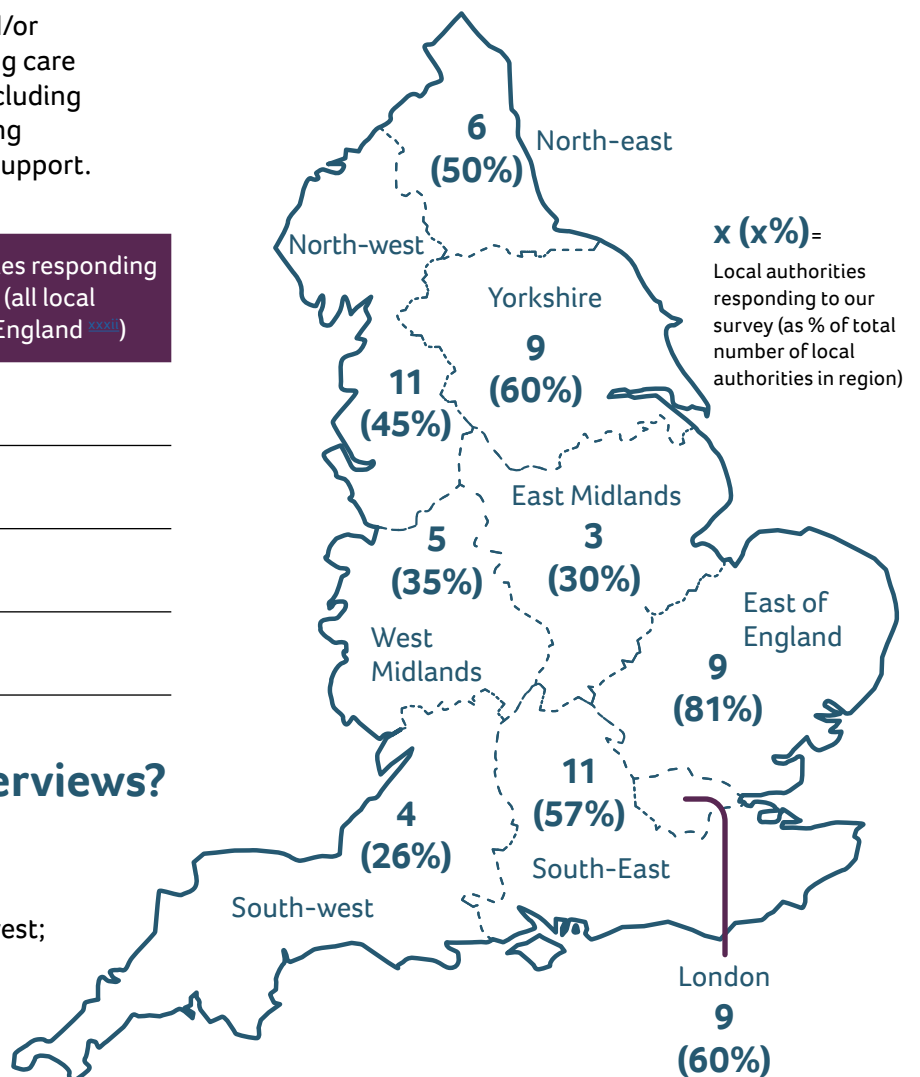 d/or
g care
cluding
ng
upport.
es responding
(all local
England xxxii)
erviews?
est;
6
(50%)
North-east
North-west
x (x%)=
Local authorities
responding to our
survey (as % of total
number of local
authorities in region)
Yorkshire
9
(60%)
11
(45%)
East Midlands
3
(30%)
5
(35%)
West
Midlands
East of
England
9
(81%)
11
(57%)
South-East
4
(26%)
South-west
London
9
(60%)